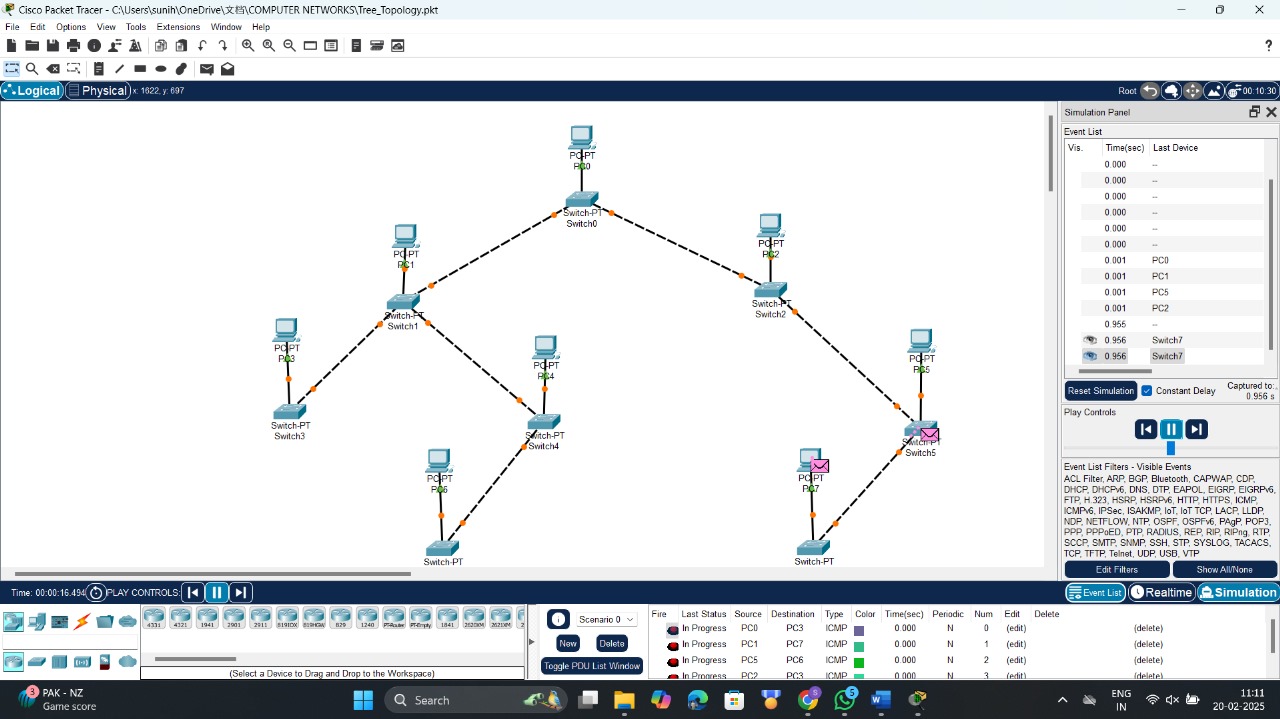 Cisco Packet Tracer - C:\Users\sunih\OneDrive\文档\COMPUTER NETWORKS\Tree_Topology.pkt
File Edit Options View Tools Extensions Window Help
?
Logical Physical x: 1622, y: 697 Root 00:10:30
Simulation Panel
Event List
Vis. Time(sec) Last Device
0.000 --
0.000 --
0.000 --
0.000 --
0.000 --
0.000 --
0.001 PC0
0.001 PC1
0.001 PC5
0.001 PC2
0.955 --
0.956 Switch7
0.956 Switch7
Reset Simulation Constant Delay Captured to:
0.956 s
Play Controls
Event List Filters - Visible Events
ACL Filter, ARP, BGP, Bluetooth, CAPWAP, CDP,
DHCP, DHCPv6, DNS, DTP, EAPOL, EIGRP, EIGRPv6,
FTP, H.323, HSRP, HSRPv6, HTTP, HTTPS, ICMP,
ICMPv6, IPSec, ISAKMP, IoT, IoT TCP, LACP, LLDP,
NDP, NETFLOW, NTP, OSPF, OSPFv6, PAgP, POP3,
PPP, PPPoED, PTP, RADIUS, REP, RIP, RIPng, RTP,
SCCP, SMTP, SNMP, SSH, STP, SYSLOG, TACACS,
TCP, TFTP, Telnet, UDP, USB, VTP
Edit Filters Show All/None
Event List Realtime Simulation
PC-PT
PC0
Switch-PT
Switch0
PC-PT
PC1
Switch-PT
Switch1
PC-PT
PC2
Switch-PT
Switch2
PC-PT
PC3
Switch-PT
Switch3
PC-PT
PC4
Switch-PT
Switch4
PC-PT
PC5
Switch-PT
Switch5
PC-PT
PC6
Switch-PT
PC-PT
PC7
Switch-PT
Time: 00:00:16.494 PLAY CONTROLS:
4331 4321 1941 2901 2911 819IOX 819HGW 829 1240 PT-Router PT-Empty 1841 2620XM 2621XM
(Select a Device to Drag and Drop to the Workspace)
Scenario 0
New Delete
Toggle PDU List Window
Fire Last Status Source Destination Type Color Time(sec) Periodic Num Edit Delete
In Progress PC0 PC3 ICMP 0.000 N 0 (edit) (delete)
In Progress PC1 PC7 ICMP 0.000 N 1 (edit) (delete)
In Progress PC5 PC6 ICMP 0.000 N 2 (edit) (delete)
In Progress PC2 PC4 ICMP 0.000 N 3 (edit) (delete)
3
PAK - NZ
Game score
Search
S
5
ENG
IN
11:11
20-02-2025